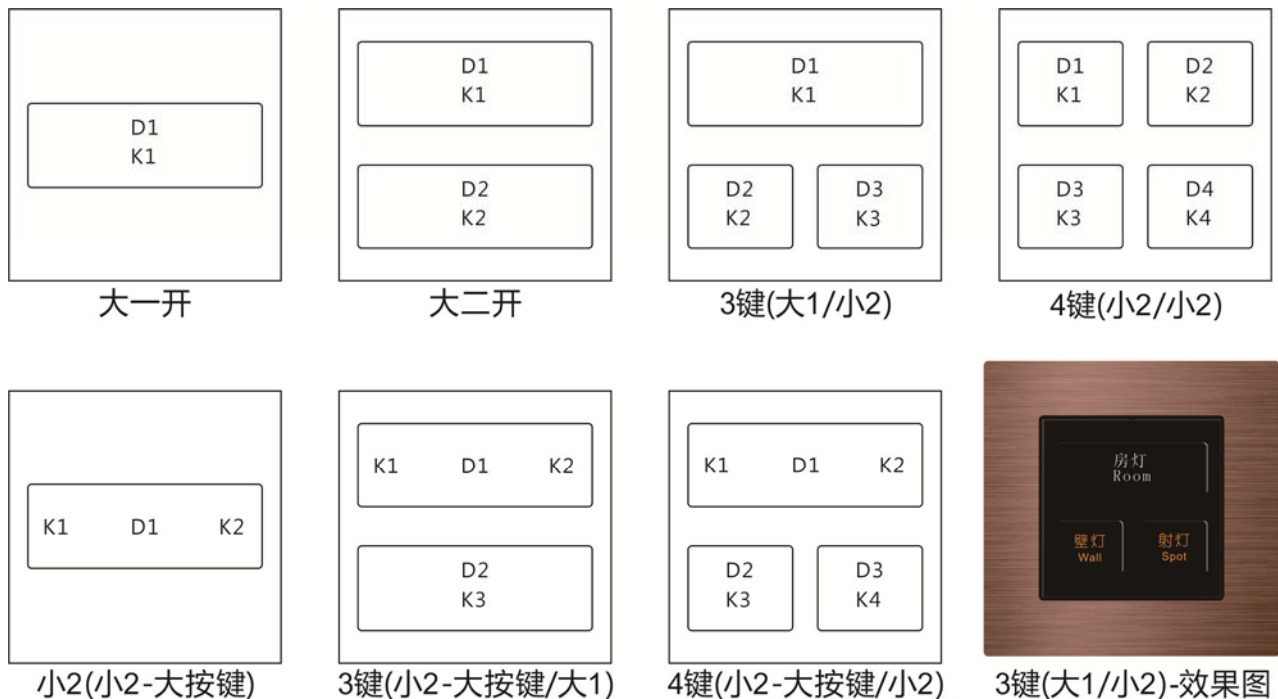 D1
K1
大一开
D1
K1
D2
K2
大二开
D1
K1
D2
K2
D3
K3
3键(大1/小2)
D1
K1
D2
K2
D3
K3
D4
K4
4键(小2/小2)
K1 D1 K2
小2(小2-大按键)
K1 D1 K2
D2
K3
3键(小2-大按键/大1)
K1 D1 K2
D2
K3
D3
K4
4键(小2-大按键/小2)
房灯
Room
壁灯
Wall
射灯
Spot
3键(大1/小2)-效果图